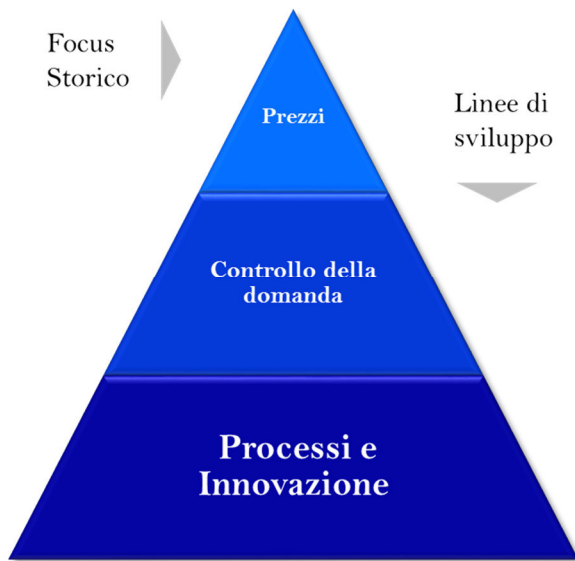 Focus
Storico
Linee di
sviluppo
Prezzi
Controllo della
domanda
Processi e
Innovazione